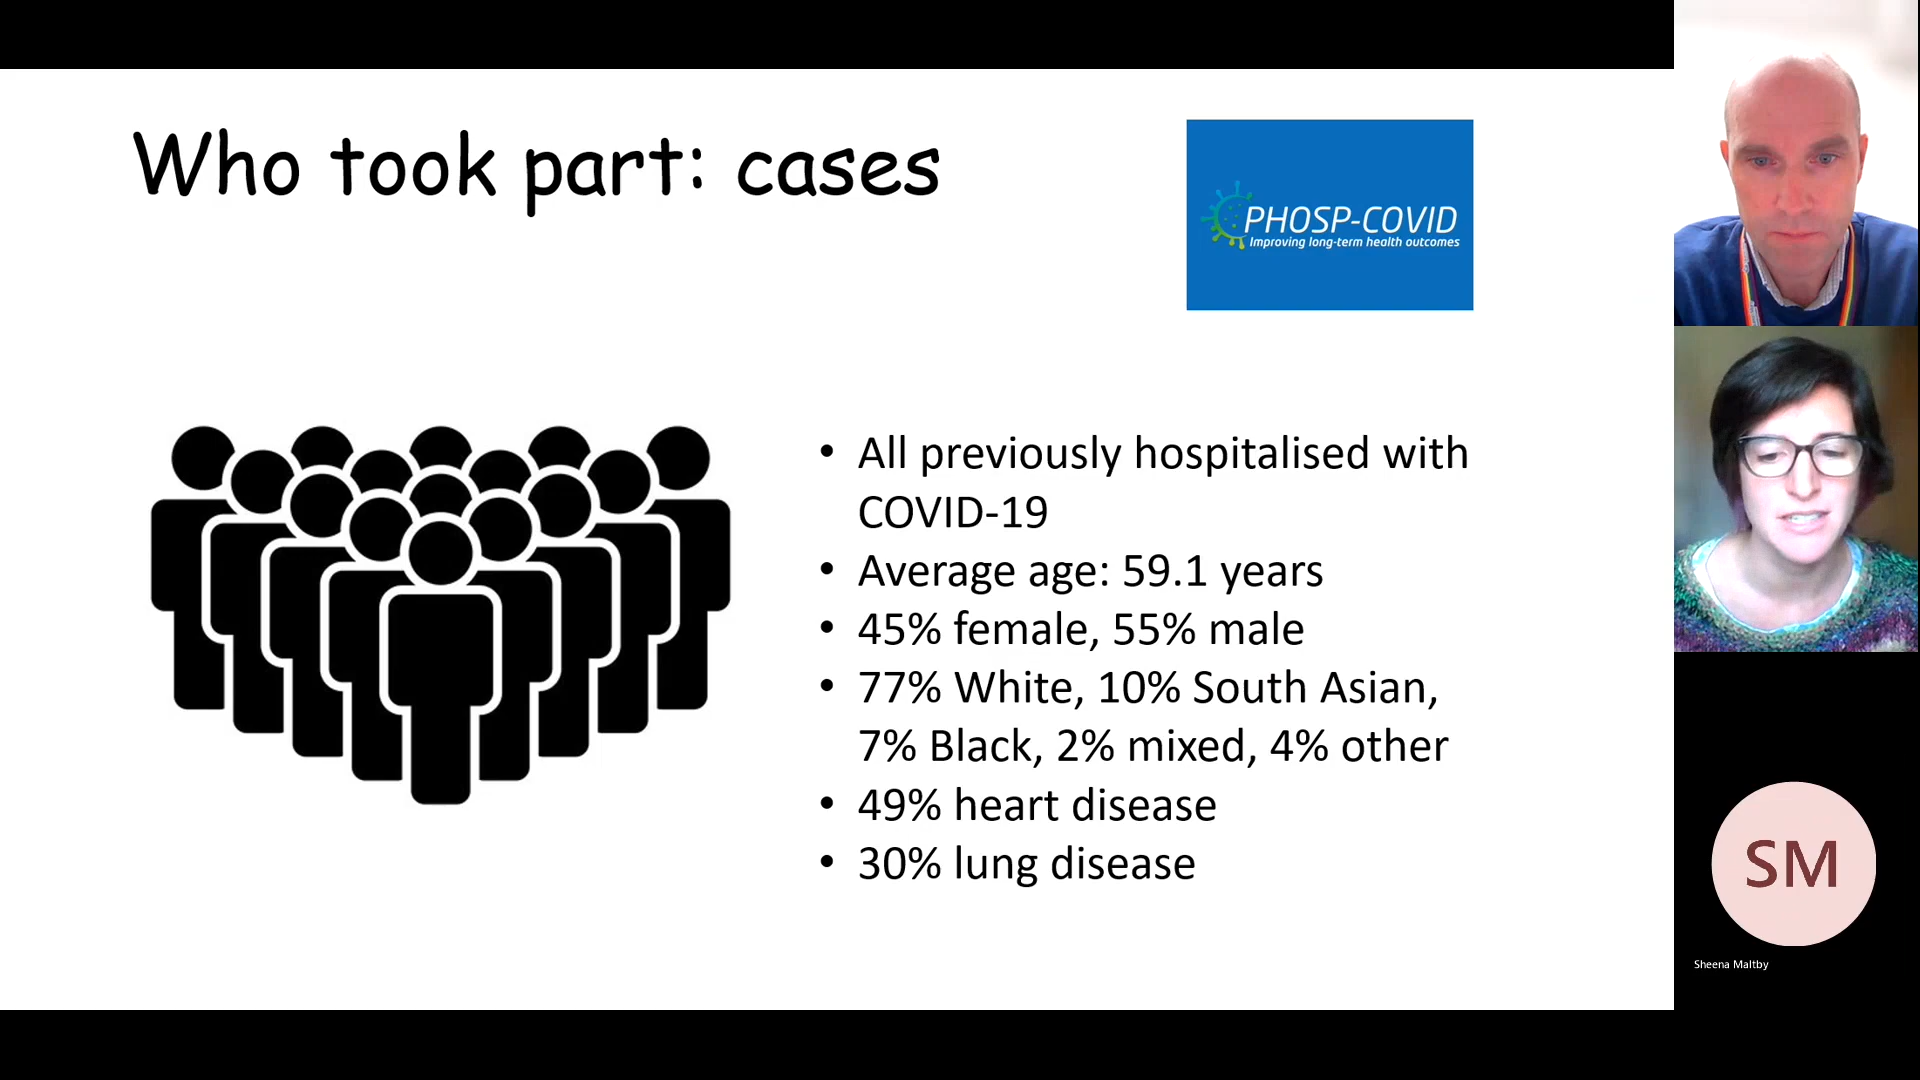 Who took part: cases
PHOSP-COVID
Improving long-term health outcomes
• All previously hospitalised with
COVID-19
• Average age: 59.1 years
• 45% female, 55% male
• 77% White, 10% South Asian,
7% Black, 2% mixed, 4% other
• 49% heart disease
• 30% lung disease
SM
Sheena Maltby